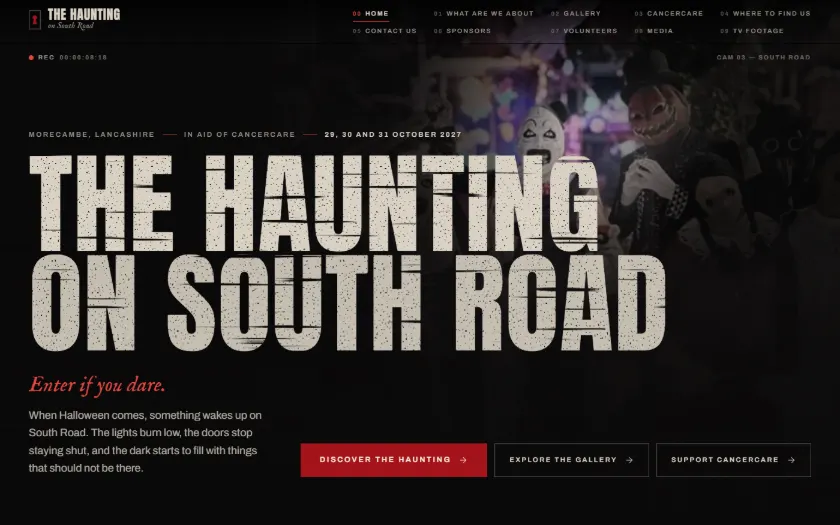 THE HAUNTING
on South Road
00 HOME
01 WHAT ARE WE ABOUT
02 GALLERY
03 CANCERCARE
04 WHERE TO FIND US
05 CONTACT US
06 SPONSORS
07 VOLUNTEERS
08 MEDIA
09 TV FOOTAGE
REC 00:00:08:18
CAM 03 — SOUTH ROAD
MORECAMBE, LANCASHIRE — IN AID OF CANCERCARE — 29, 30 AND 31 OCTOBER 2027
THE HAUNTING
ON SOUTH ROAD
Enter if you dare.
When Halloween comes, something wakes up on
South Road. The lights burn low, the doors stop
staying shut, and the dark starts to fill with things
that should not be there.
DISCOVER THE HAUNTING →
EXPLORE THE GALLERY →
SUPPORT CANCERCARE →